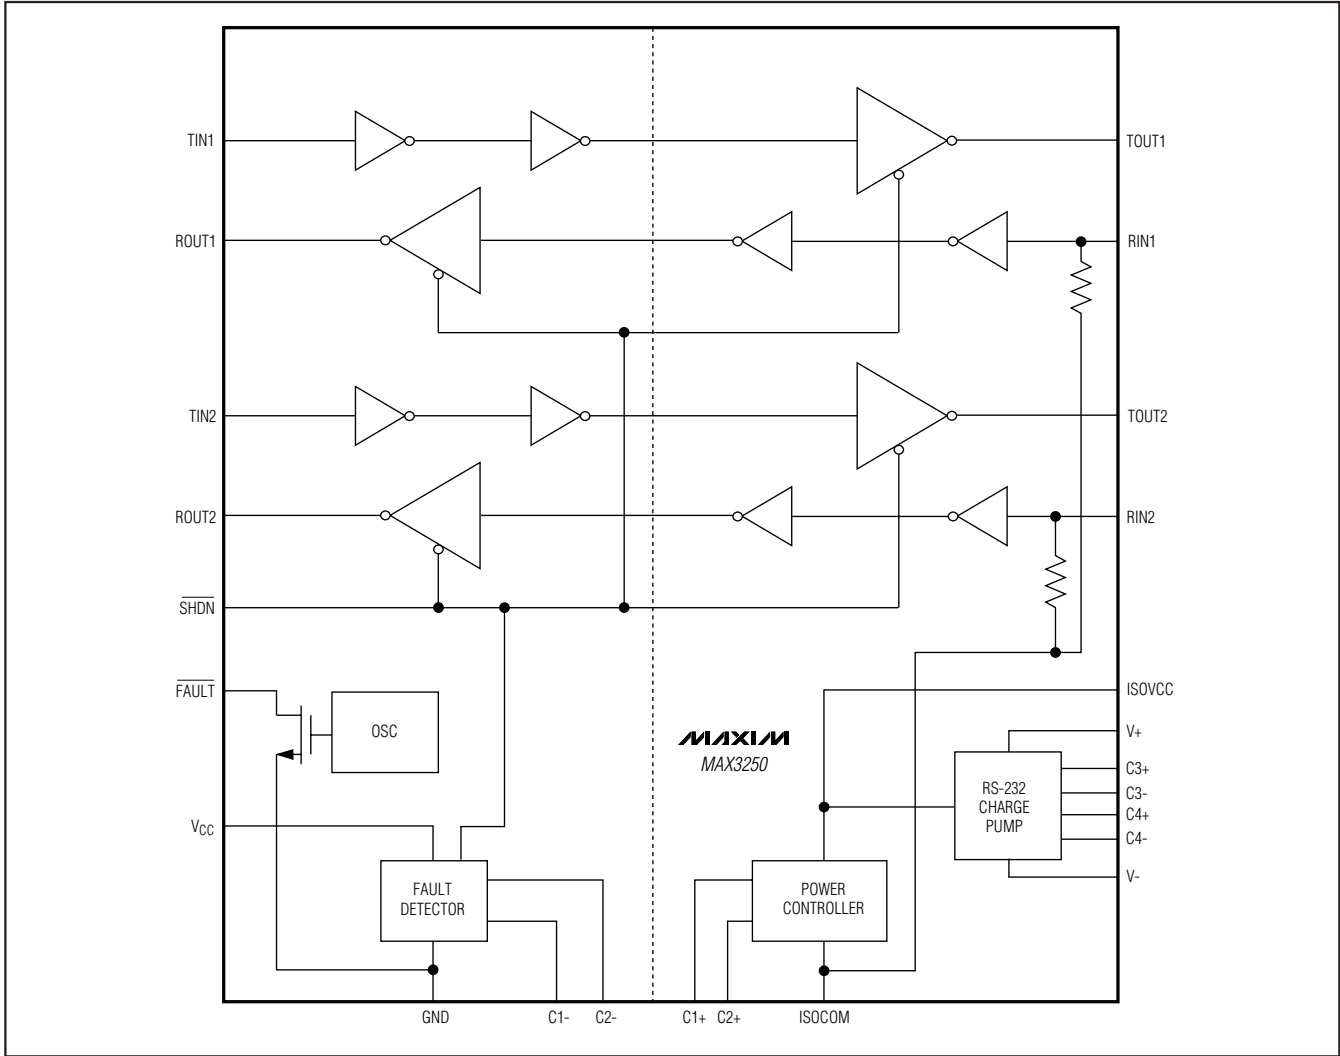 TIN1
TOUT1
ROUT1
RIN1
TIN2
TOUT2
ROUT2
RIN2
SHDN
FAULT
OSC
ISOVCC
MAXIM
MAX3250
V+
C3+
RS-232
CHARGE
PUMP
C3-
C4+
C4-
VCC
V-
FAULT
DETECTOR
POWER
CONTROLLER
GND
C1-
C2-
C1+
C2+
ISOCOM